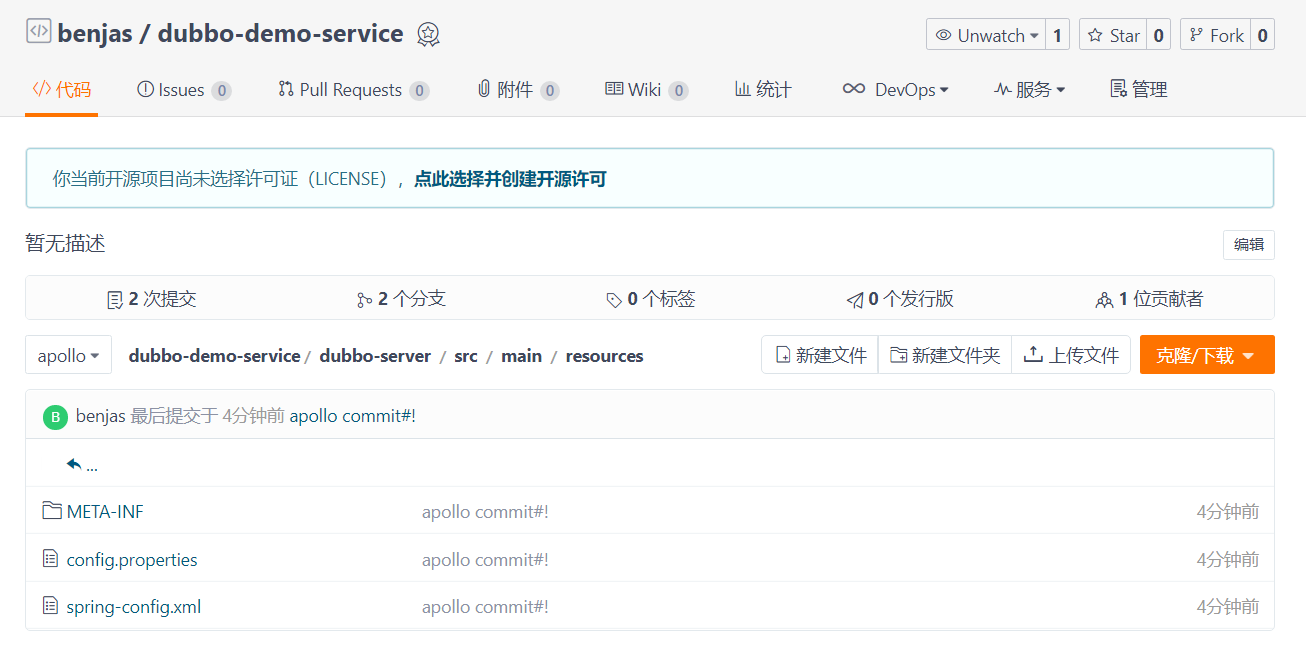 benjas / dubbo-demo-service Unwatch 1 Star 0 Fork 0
代码 Issues 0 Pull Requests 0 附件 0 Wiki 0 统计 DevOps 服务 管理
你当前开源项目尚未选择许可证（LICENSE），点此选择并创建开源许可
暂无描述 编辑
2 次提交 2 个分支 0 个标签 0 个发行版 1 位贡献者
apollo dubbo-demo-service / dubbo-server / src / main / resources 新建文件 新建文件夹 上传文件 克隆/下载
B benjas 最后提交于 4分钟前 apollo commit#!
...
META-INF apollo commit#! 4分钟前
config.properties apollo commit#! 4分钟前
spring-config.xml apollo commit#! 4分钟前